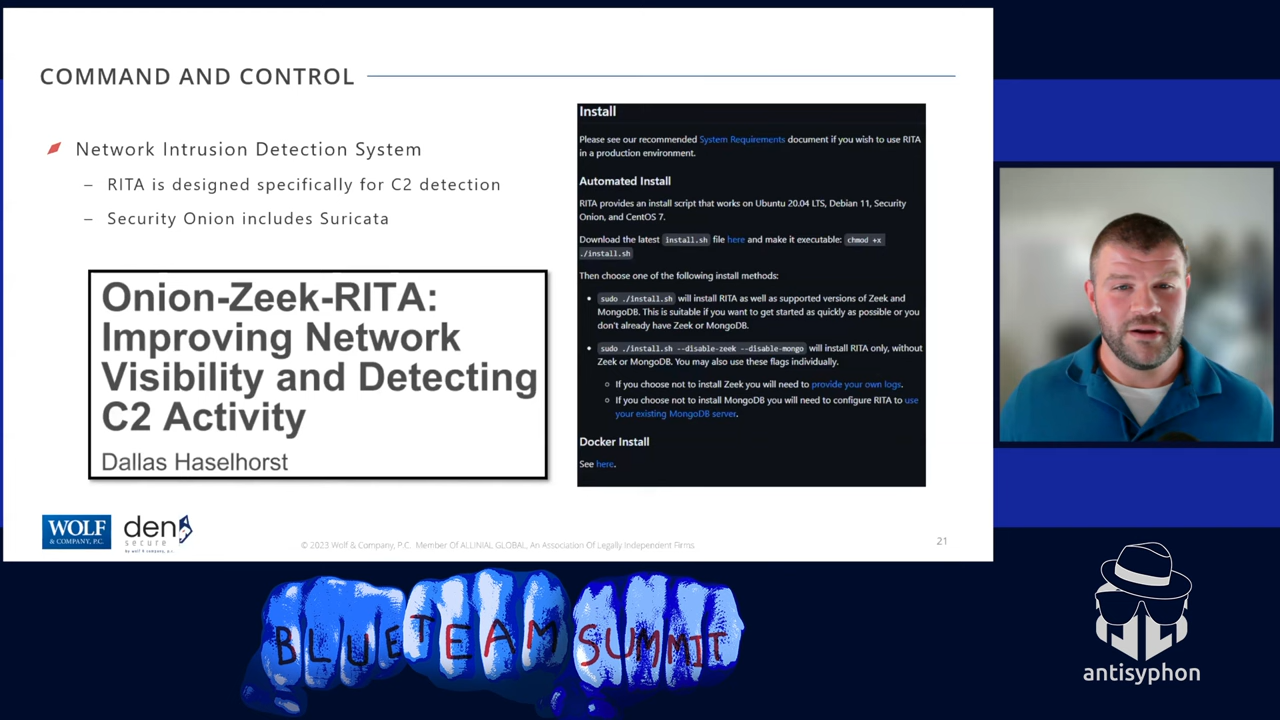 COMMAND AND CONTROL
Network Intrusion Detection System
– RITA is designed specifically for C2 detection
– Security Onion includes Suricata
Onion-Zeek-RITA:
Improving Network
Visibility and Detecting
C2 Activity
Dallas Haselhorst
Install
Please see our recommended System Requirements document if you wish to use RITA
in a production environment.
Automated Install
RITA provides an install script that works on Ubuntu 20.04 LTS, Debian 11, Security
Onion, and CentOS 7.
Download the latest install.sh file here and make it executable: chmod +x
./install.sh
Then choose one of the following install methods:
• sudo ./install.sh will install RITA as well as supported versions of Zeek and
MongoDB. This is suitable if you want to get started as quickly as possible or you
don't already have Zeek or MongoDB.
• sudo ./install.sh --disable-zeek --disable-mongo will install RITA only, without
Zeek or MongoDB. You may also use these flags individually.
○ If you choose not to install Zeek you will need to provide your own logs.
○ If you choose not to install MongoDB you will need to configure RITA to use
your existing MongoDB server.
Docker Install
See here.
WOLF
& COMPANY, P.C.
den
secure
by wolf & company, p.c.
© 2023 Wolf & Company, P.C. Member Of ALLINIAL GLOBAL, An Association Of Legally Independent Firms
21
BLUE TEAM SUMMIT
antisyphon